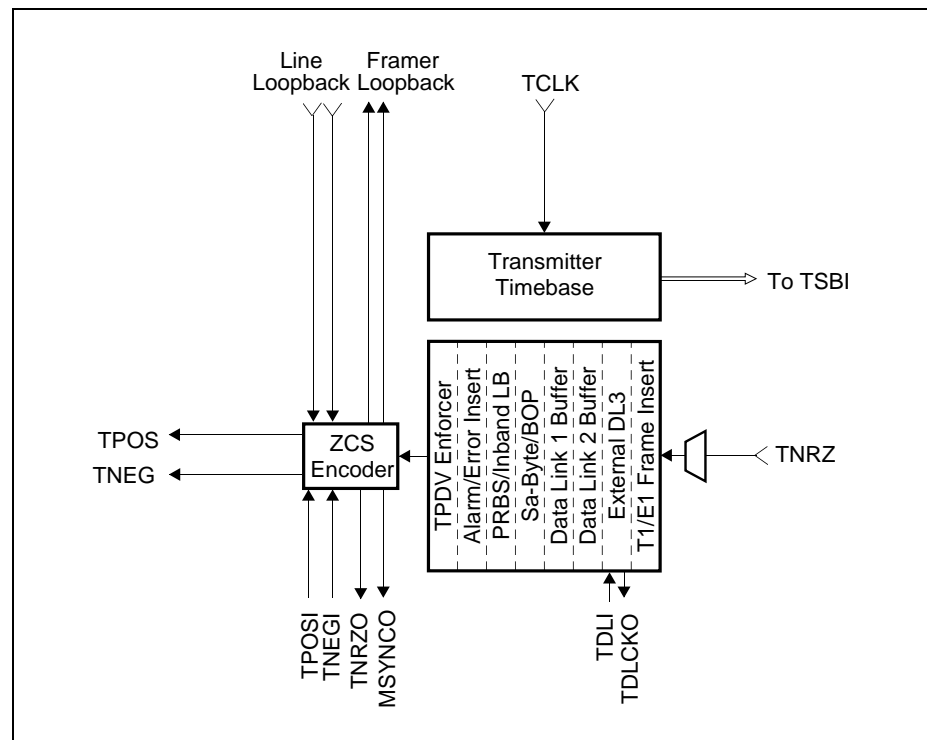 Line
Loopback
Framer
Loopback
TCLK
Transmitter
Timebase
To TSBI
TPOS
TNEG
ZCS
Encoder
TPDV Enforcer
Alarm/Error Insert
PRBS/Inband LB
Sa-Byte/BOP
Data Link 1 Buffer
Data Link 2 Buffer
External DL3
T1/E1 Frame Insert
TNRZ
TPOSI
TNEGI
TNRZO
MSYNCO
TDLI
TDLCKO